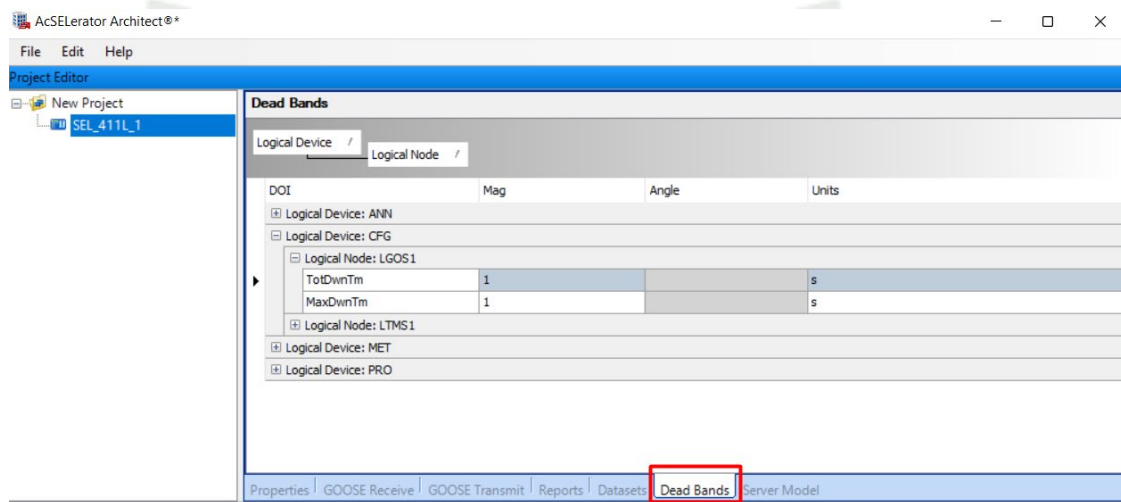 AcSELerator Architect®*
File Edit Help
Project Editor
New Project
SEL_411L_1
Dead Bands
Logical Device /
Logical Node /
DOI Mag Angle Units
Logical Device: ANN
Logical Device: CFG
Logical Node: LGOS1
TotDwnTm 1 s
MaxDwnTm 1 s
Logical Node: LTMS1
Logical Device: MET
Logical Device: PRO
Properties GOOSE Receive GOOSE Transmit Reports Datasets Dead Bands Server Model